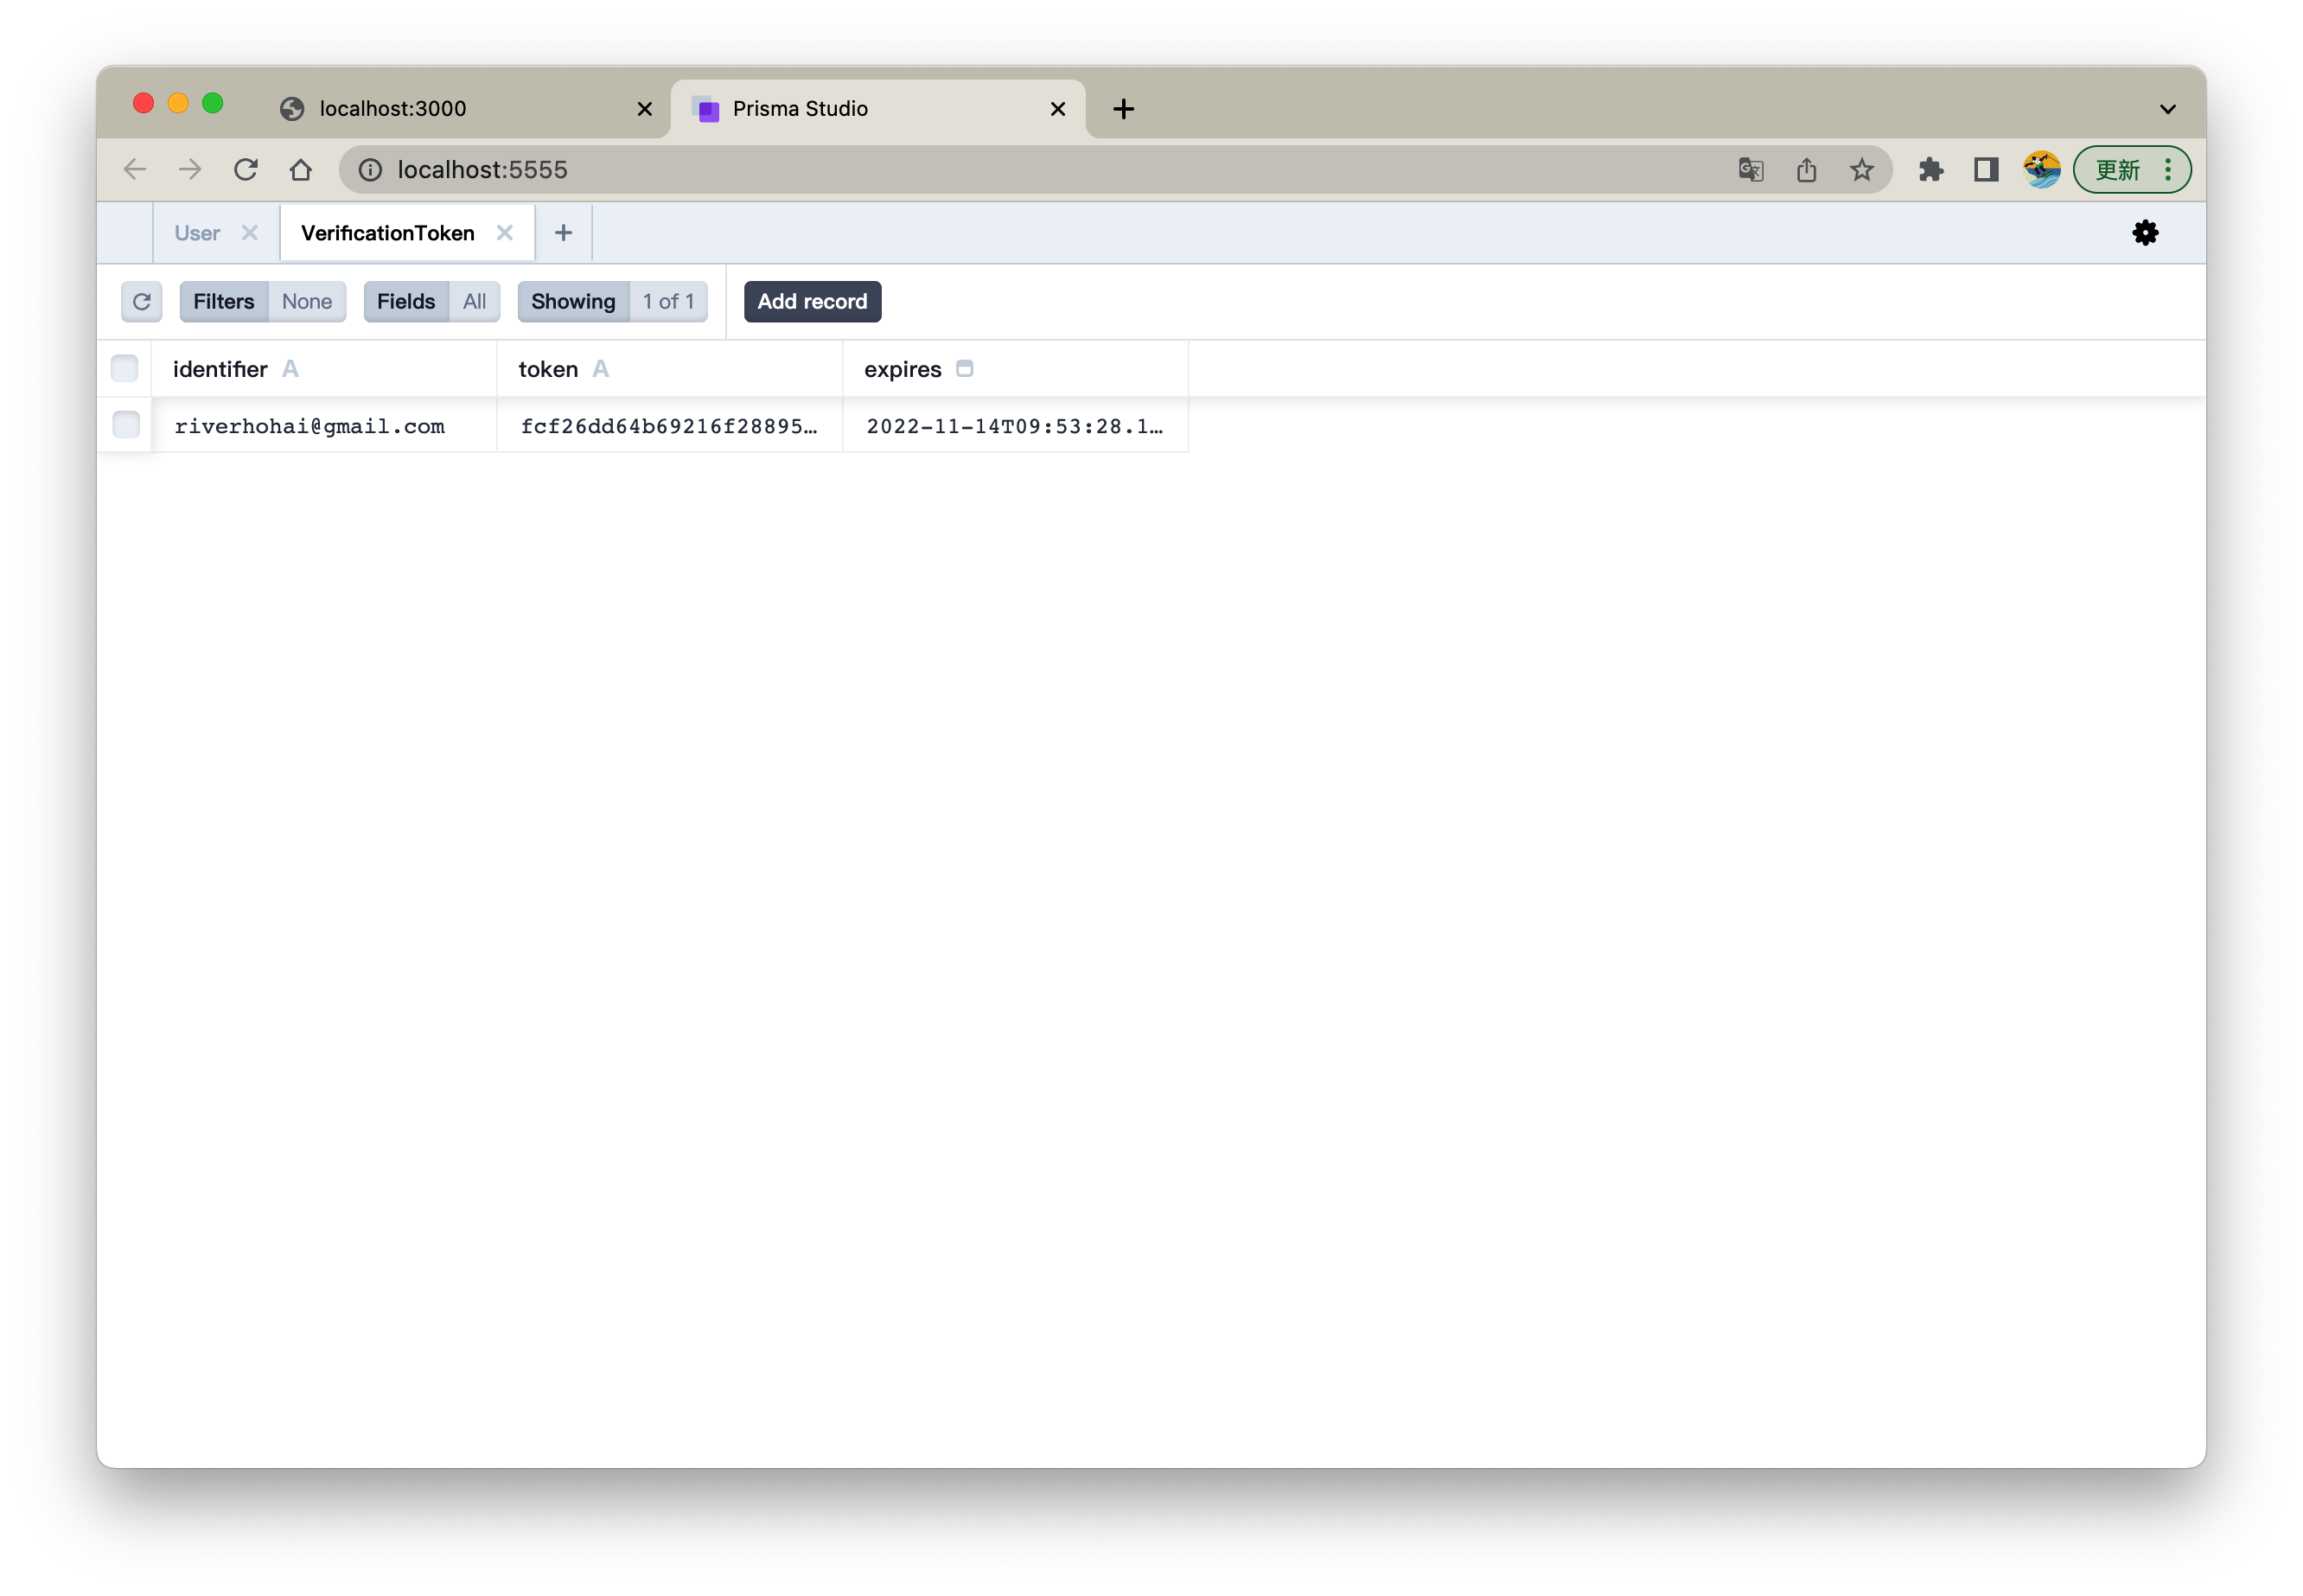 localhost:3000 Prisma Studio
localhost:5555 更新
User VerificationToken
Filters None Fields All Showing 1 of 1 Add record
identifier A token A expires
riverhohai@gmail.com fcf26dd64b69216f28895… 2022-11-14T09:53:28.1…